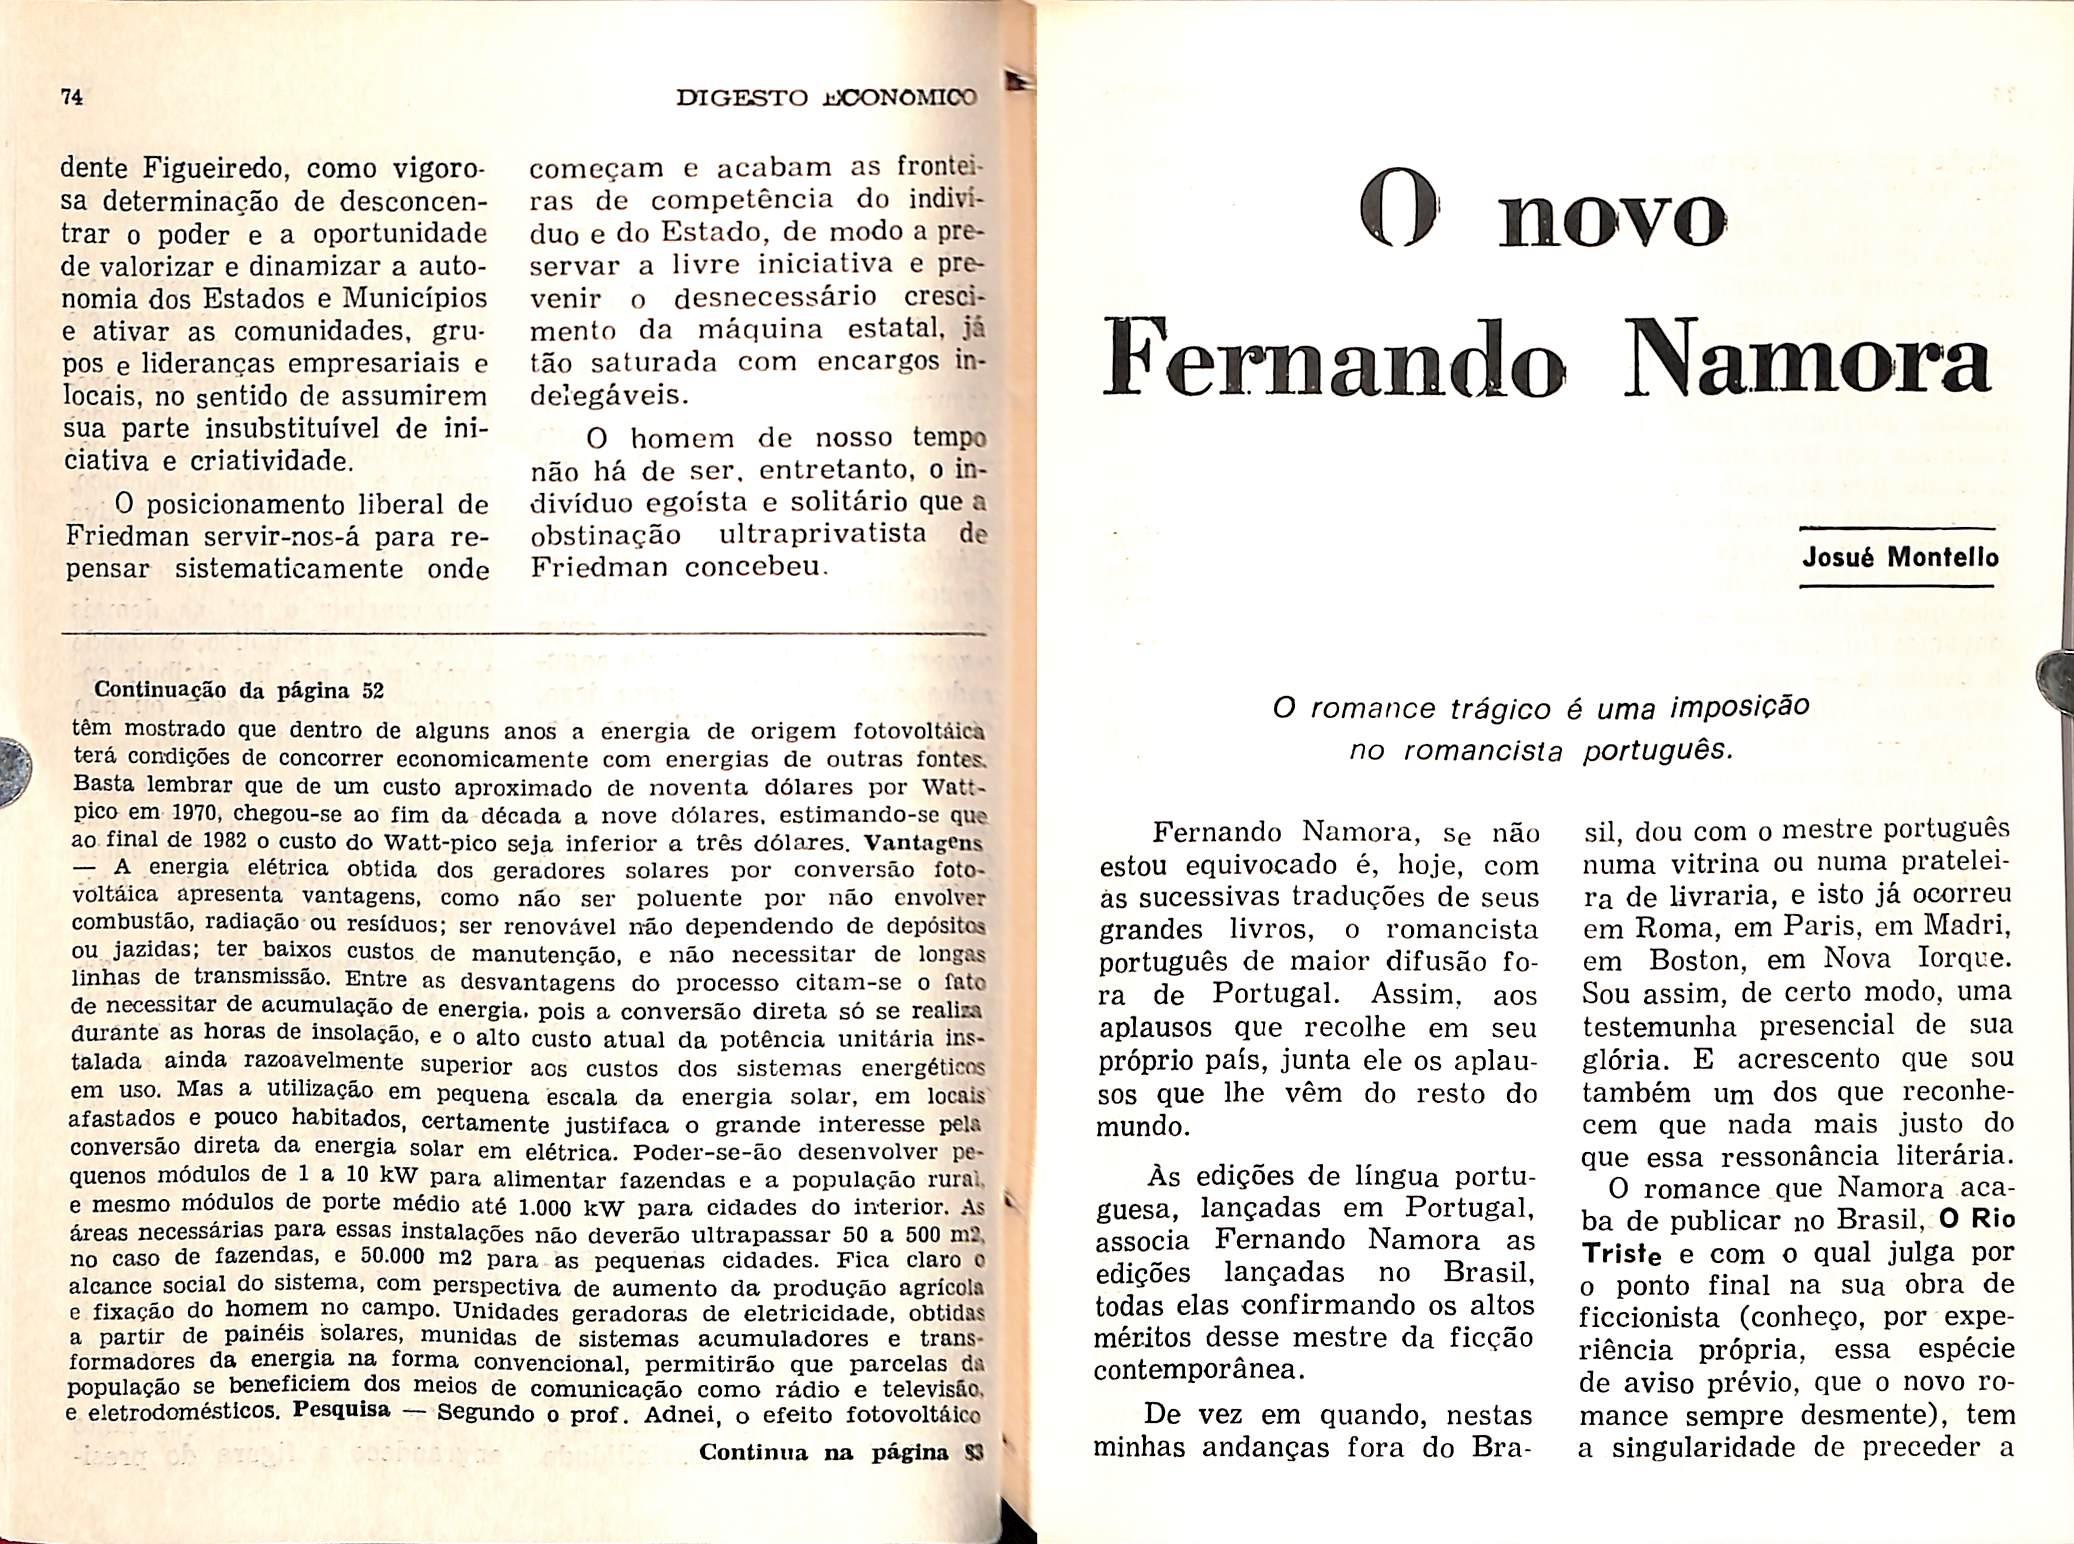 74
DIGESTO ECONÔMICO
dente Figueiredo, como vigoro-
sa determinação de desconcen-
trar o poder e a oportunidade
de valorizar e dinamizar a auto-
nomia dos Estados e Municípios
e ativar as comunidades, gru-
pos e lideranças empresariais e
locais, no sentido de assumirem
sua parte insubstituível de ini-
ciativa e criatividade.
O posicionamento liberal de
Friedman servir-nos-á para re-
pensar sistematicamente onde
começam e acabam as frontei-
ras de competência do indiví-
duo e do Estado, de modo a pre-
servar a livre iniciativa e pre-
venir o desnecessário cresci-
mento da máquina estatal, já
tão saturada com encargos in-
delegáveis.
O homem de nosso tempo
não há de ser, entretanto, o in-
divíduo egoísta e solitário que a
obstinação ultraprivatista de
Friedman concebeu.
Continuação da página 52
têm mostrado que dentro de alguns anos a energia de origem fotovoltáica
terá condições de concorrer economicamente com energias de outras fontes.
Basta lembrar que de um custo aproximado de noventa dólares por Watt-
pico em 1970, chegou-se ao fim da década a nove dólares, estimando-se que
ao final de 1982 o custo do Watt-pico seja inferior a três dólares. Vantagens
— A energia elétrica obtida dos geradores solares por conversão foto-
voltáica apresenta vantagens, como não ser poluente por não envolver
combustão, radiação ou resíduos; ser renovável não dependendo de depósitos
ou jazidas; ter baixos custos de manutenção, e não necessitar de longas
linhas de transmissão. Entre as desvantagens do processo citam-se o fato
de necessitar de acumulação de energia, pois a conversão direta só se realiza
durante as horas de insolação, e o alto custo atual da potência unitária ins-
talada ainda razoavelmente superior aos custos dos sistemas energéticos
em uso. Mas a utilização em pequena escala da energia solar, em locais
afastados e pouco habitados, certamente justifaca o grande interesse pela
conversão direta da energia solar em elétrica. Poder-se-ão desenvolver pe-
quenos módulos de 1 a 10 kW para alimentar fazendas e a população rural,
e mesmo módulos de porte médio até 1.000 kW para cidades do interior. As
áreas necessárias para essas instalações não deverão ultrapassar 50 a 500 m2,
no caso de fazendas, e 50.000 m2 para as pequenas cidades. Fica claro o
alcance social do sistema, com perspectiva de aumento da produção agrícola
e fixação do homem no campo. Unidades geradoras de eletricidade, obtidas
a partir de painéis solares, munidas de sistemas acumuladores e trans-
formadores da energia na forma convencional, permitirão que parcelas da
população se beneficiem dos meios de comunicação como rádio e televisão,
e eletrodomésticos. Pesquisa — Segundo o prof. Adnei, o efeito fotovoltáico
Continua na página 83
O novo
Fernando Namora
Josué Montello
O romance trágico é uma imposição
no romancista português.
Fernando Namora, se não
estou equivocado é, hoje, com
as sucessivas traduções de seus
grandes livros, o romancista
português de maior difusão fo-
ra de Portugal. Assim, aos
aplausos que recolhe em seu
próprio país, junta ele os aplau-
sos que lhe vêm do resto do
mundo.
Às edições de língua portu-
guesa, lançadas em Portugal,
associa Fernando Namora as
edições lançadas no Brasil,
todas elas confirmando os altos
méritos desse mestre da ficção
contemporânea.
De vez em quando, nestas
minhas andanças fora do Bra-
sil, dou com o mestre português
numa vitrina ou numa pratelei-
ra de livraria, e isto já ocorreu
em Roma, em Paris, em Madri,
em Boston, em Nova Iorque.
Sou assim, de certo modo, uma
testemunha presencial de sua
glória. E acrescento que sou
também um dos que reconhe-
cem que nada mais justo do
que essa ressonância literária.
O romance que Namora aca-
ba de publicar no Brasil, O Rio
Triste e com o qual julga por
o ponto final na sua obra de
ficcionista (conheço, por expe-
riência própria, essa espécie
de aviso prévio, que o novo ro-
mance sempre desmente), tem
a singularidade de preceder a